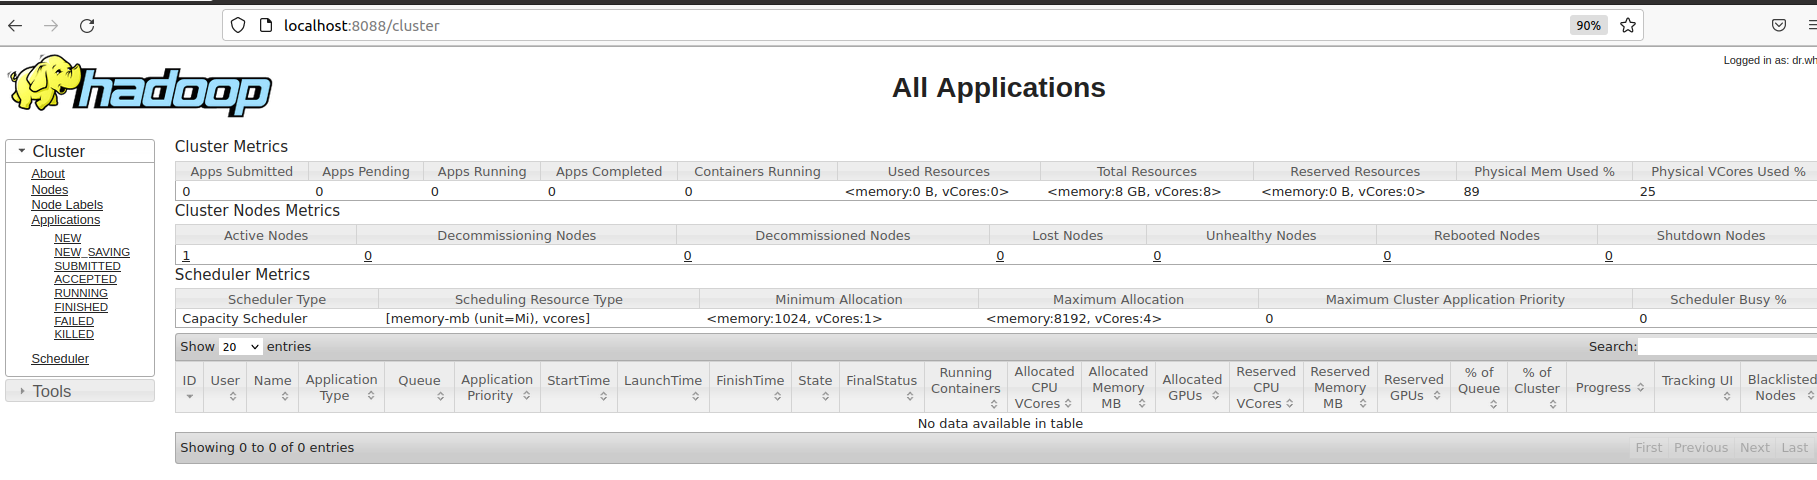 localhost:8088/cluster 90%
hadoop
Logged in as: dr.wh
All Applications
Cluster
About
Nodes
Node Labels
Applications
NEW
NEW_SAVING
SUBMITTED
ACCEPTED
RUNNING
FINISHED
FAILED
KILLED
Scheduler
Tools
Cluster Metrics
Apps Submitted Apps Pending Apps Running Apps Completed Containers Running Used Resources Total Resources Reserved Resources Physical Mem Used % Physical VCores Used %
0 0 0 0 0 <memory:0 B, vCores:0> <memory:8 GB, vCores:8> <memory:0 B, vCores:0> 89 25
Cluster Nodes Metrics
Active Nodes Decommissioning Nodes Decommissioned Nodes Lost Nodes Unhealthy Nodes Rebooted Nodes Shutdown Nodes
1 0 0 0 0 0 0
Scheduler Metrics
Scheduler Type Scheduling Resource Type Minimum Allocation Maximum Allocation Maximum Cluster Application Priority Scheduler Busy %
Capacity Scheduler [memory-mb (unit=Mi), vcores] <memory:1024, vCores:1> <memory:8192, vCores:4> 0 0
Show 20 entries Search:
ID User Name Application Type Queue Application Priority StartTime LaunchTime FinishTime State FinalStatus Running Containers Allocated CPU VCores Allocated Memory MB Allocated GPUs Reserved CPU VCores Reserved Memory MB Reserved GPUs % of Queue % of Cluster Progress Tracking UI Blacklisted Nodes
No data available in table
Showing 0 to 0 of 0 entries First Previous Next Last